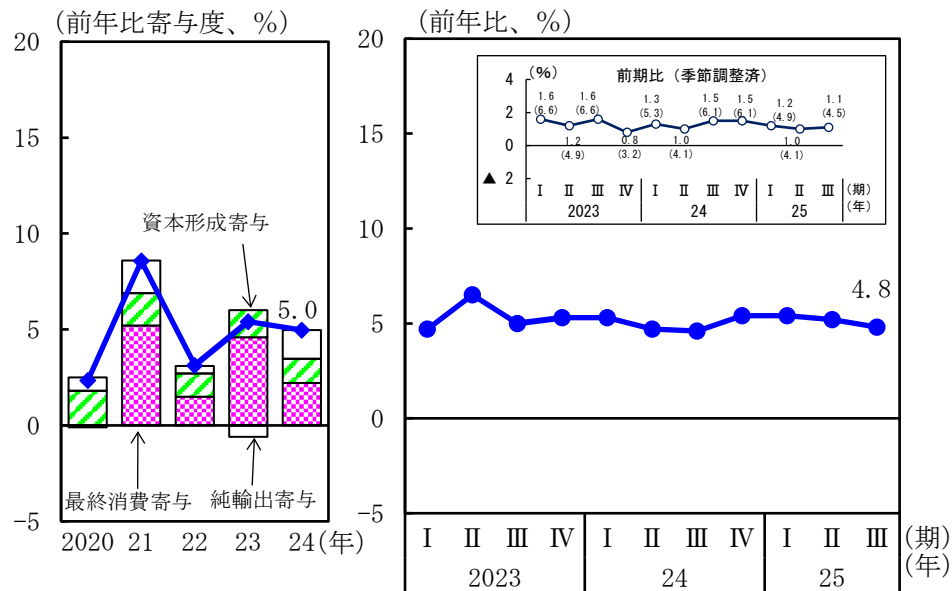 (前年比寄与度、%)
20
15
10
5
0
-5
資本形成寄与
5.0
最終消費寄与
純輸出寄与
2020 21 22 23 24(年)
(前年比、%)
20
15
10
5
0
-5
4.8
Ⅰ Ⅱ Ⅲ Ⅳ Ⅰ Ⅱ Ⅲ Ⅳ Ⅰ Ⅱ Ⅲ (期)
2023 24 25 (年)
(%) 前期比(季節調整済)
4
2
0
▲ 2
1.6 1.6 1.3 1.5 1.5 1.2 1.1
(6.6) (6.6) (5.3) (6.1) (6.1) (4.9) (4.5)
1.2 0.8 1.0 1.0
(4.9) (3.2) (4.1) (4.1)
Ⅰ Ⅱ Ⅲ Ⅳ Ⅰ Ⅱ Ⅲ Ⅳ Ⅰ Ⅱ Ⅲ (期)
2023 24 25 (年)